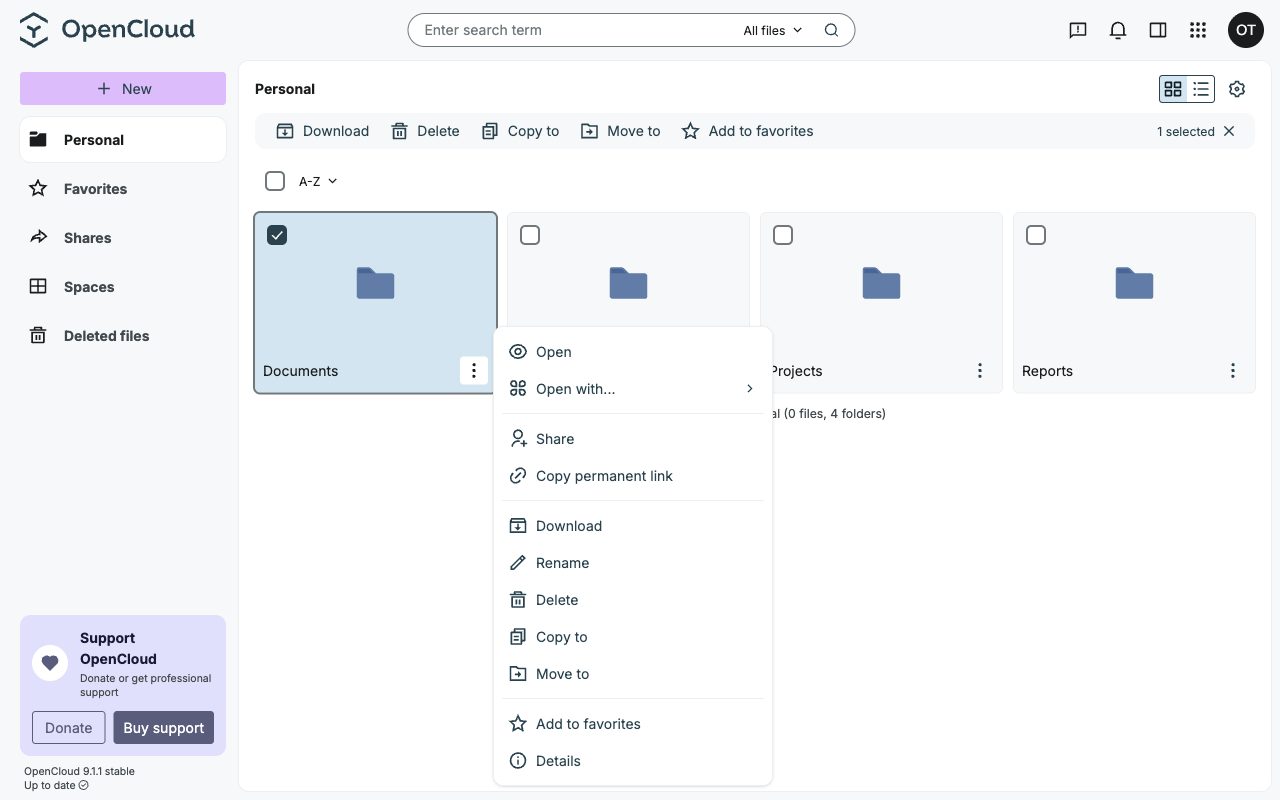 OpenCloud
Enter search term
All files
OT
New
Personal
Favorites
Shares
Spaces
Deleted files
Support
OpenCloud
Donate or get professional
support
Donate
Buy support
OpenCloud 9.1.1 stable
Up to date
Personal
Download
Delete
Copy to
Move to
Add to favorites
1 selected
A-Z
Documents
Projects
Reports
al (0 files, 4 folders)
Open
Open with...
Share
Copy permanent link
Download
Rename
Delete
Copy to
Move to
Add to favorites
Details